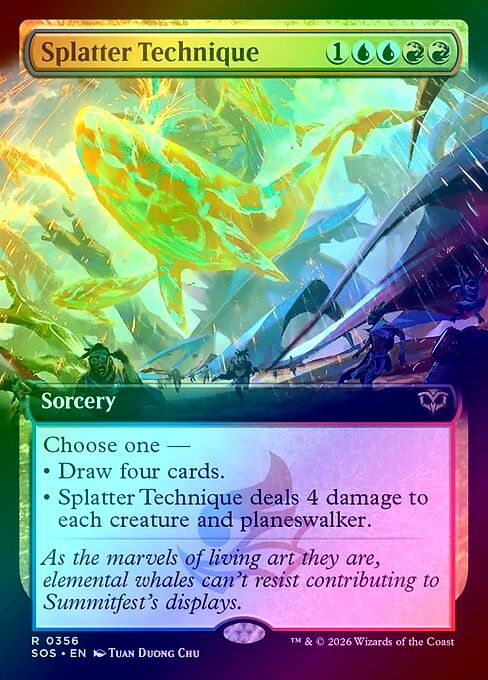 Splatter Technique 1
Sorcery
Choose one —
• Draw four cards.
• Splatter Technique deals 4 damage to
each creature and planeswalker.
As the marvels of living art they are,
elemental whales can't resist contributing to
Summitfest's displays.
R 0356
SOS • EN Tuan Duong Chu
™ & © 2026 Wizards of the Coast